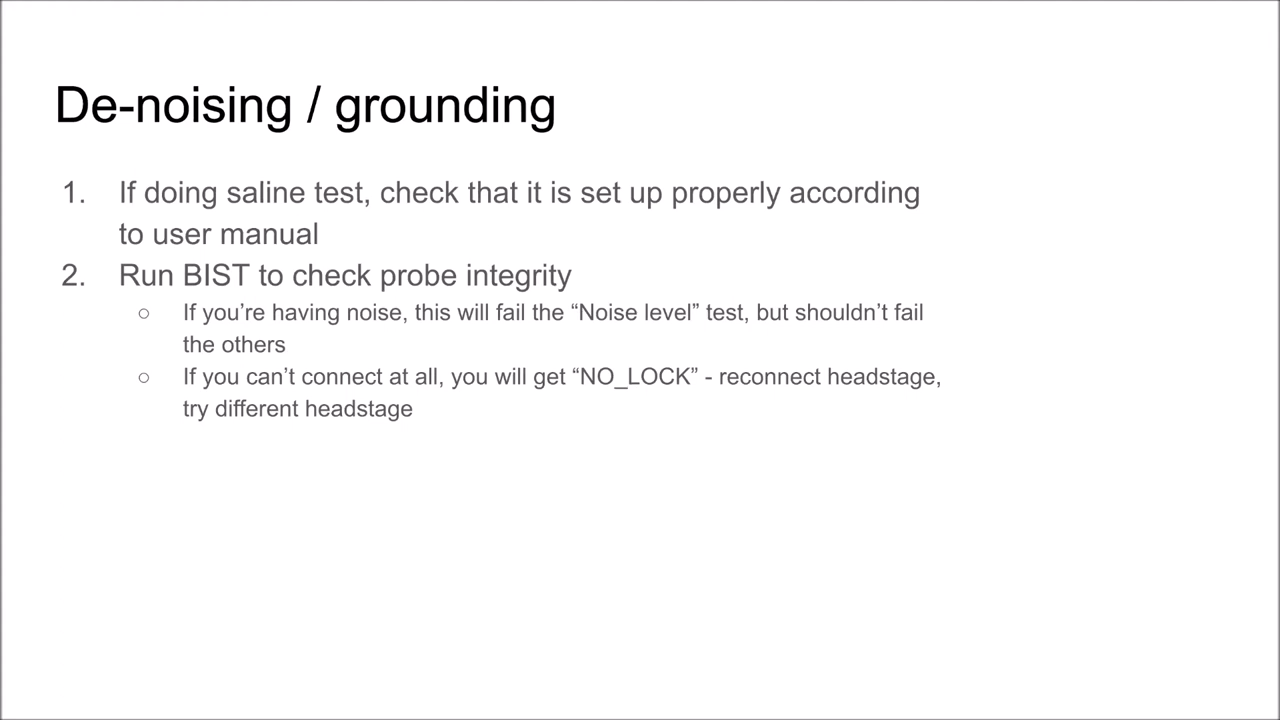 De-noising / grounding
1. If doing saline test, check that it is set up properly according
to user manual
2. Run BIST to check probe integrity
○ If you’re having noise, this will fail the “Noise level” test, but shouldn’t fail
the others
○ If you can’t connect at all, you will get “NO_LOCK” - reconnect headstage,
try different headstage